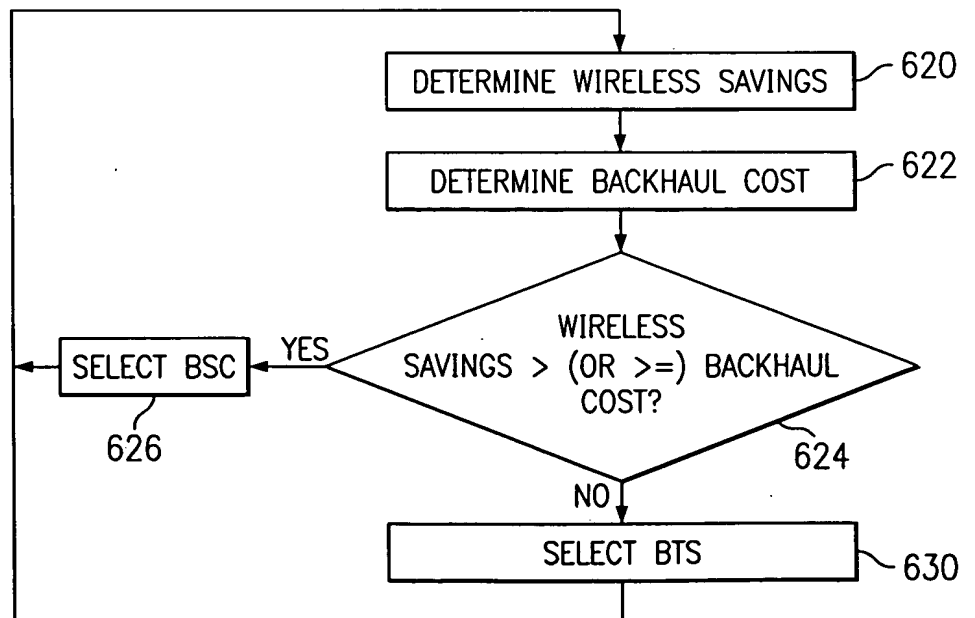 DETERMINE WIRELESS SAVINGS
620
DETERMINE BACKHAUL COST
622
WIRELESS
SAVINGS > (OR >=) BACKHAUL
COST?
624
YES
SELECT BSC
626
NO
SELECT BTS
630